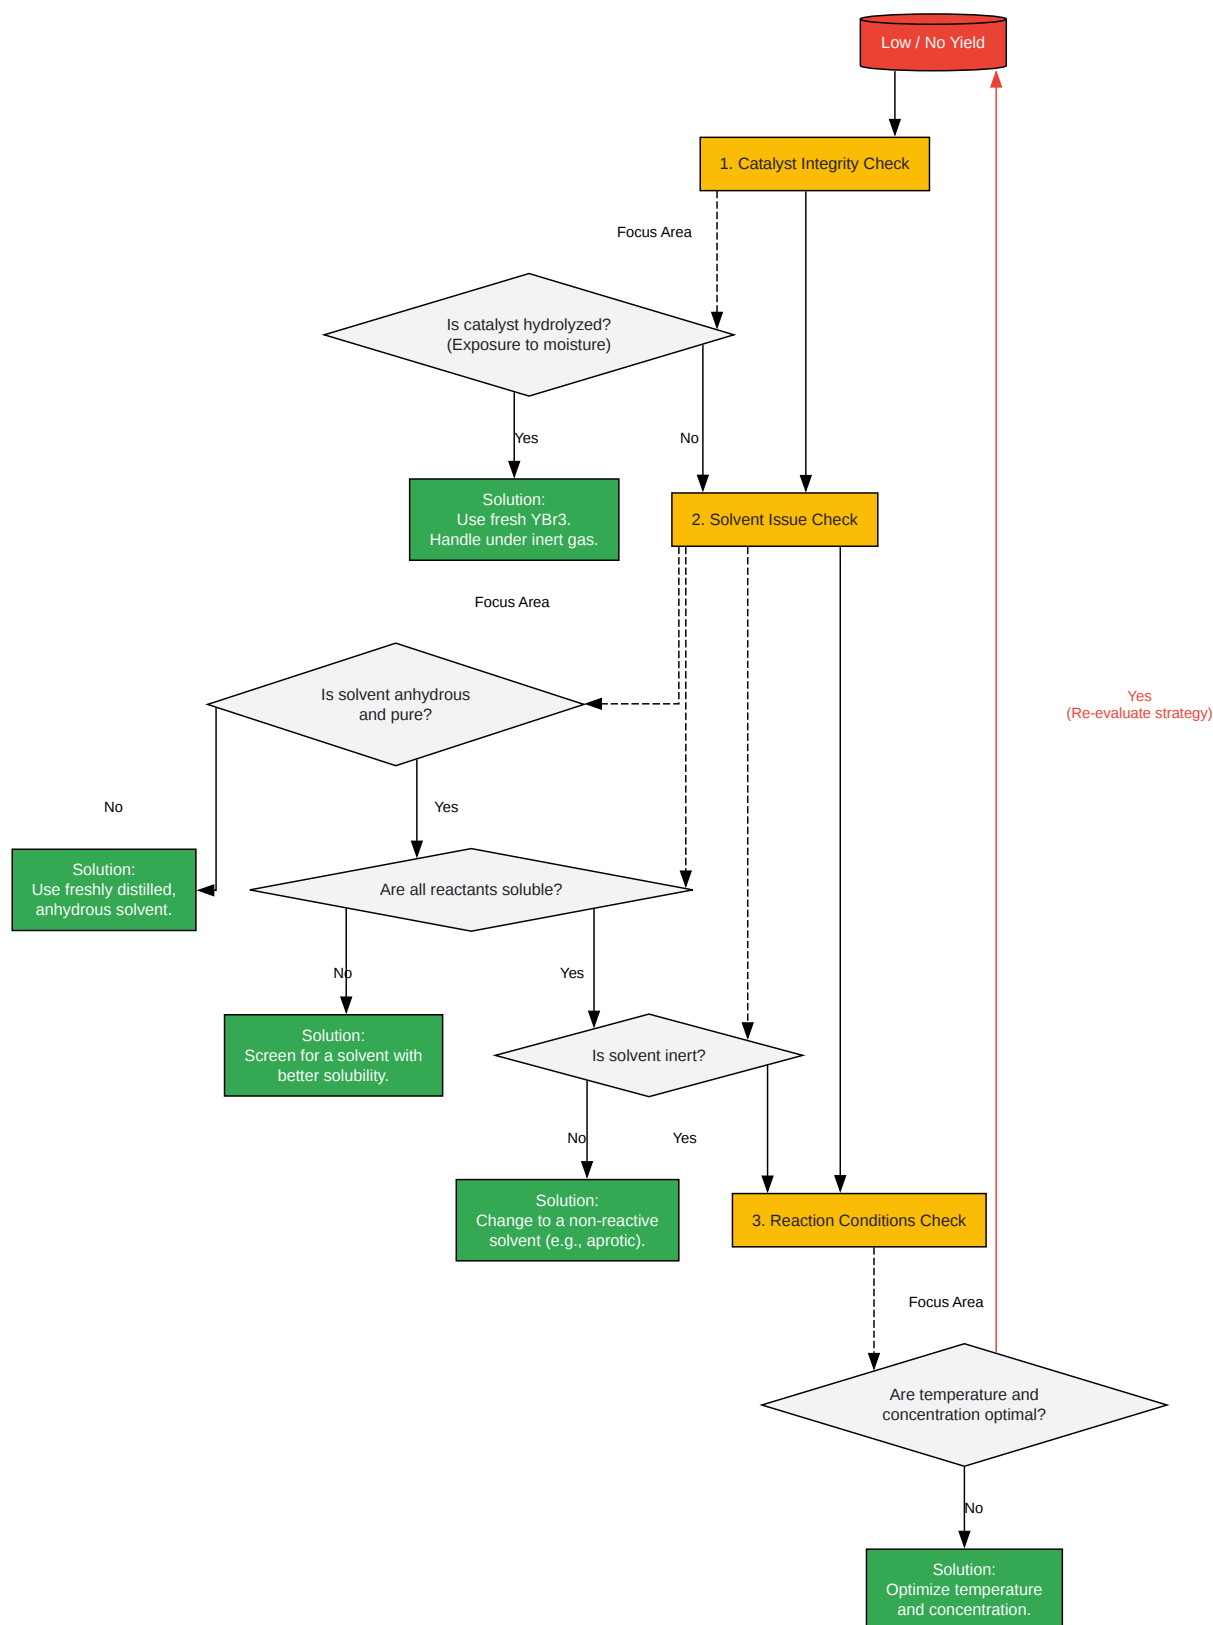 Low / No Yield
1. Catalyst Integrity Check
Focus Area
Is catalyst hydrolyzed?
(Exposure to moisture)
Yes
No
Solution:
Use fresh YBr3.
Handle under inert gas.
2. Solvent Issue Check
Focus Area
Is solvent anhydrous
and pure?
Yes
(Re-evaluate strategy)
No
Yes
Solution:
Use freshly distilled,
anhydrous solvent.
Are all reactants soluble?
No
Yes
Solution:
Screen for a solvent with
better solubility.
Is solvent inert?
No
Yes
Solution:
Change to a non-reactive
solvent (e.g., aprotic).
3. Reaction Conditions Check
Focus Area
Are temperature and
concentration optimal?
No
Solution:
Optimize temperature
and concentration.